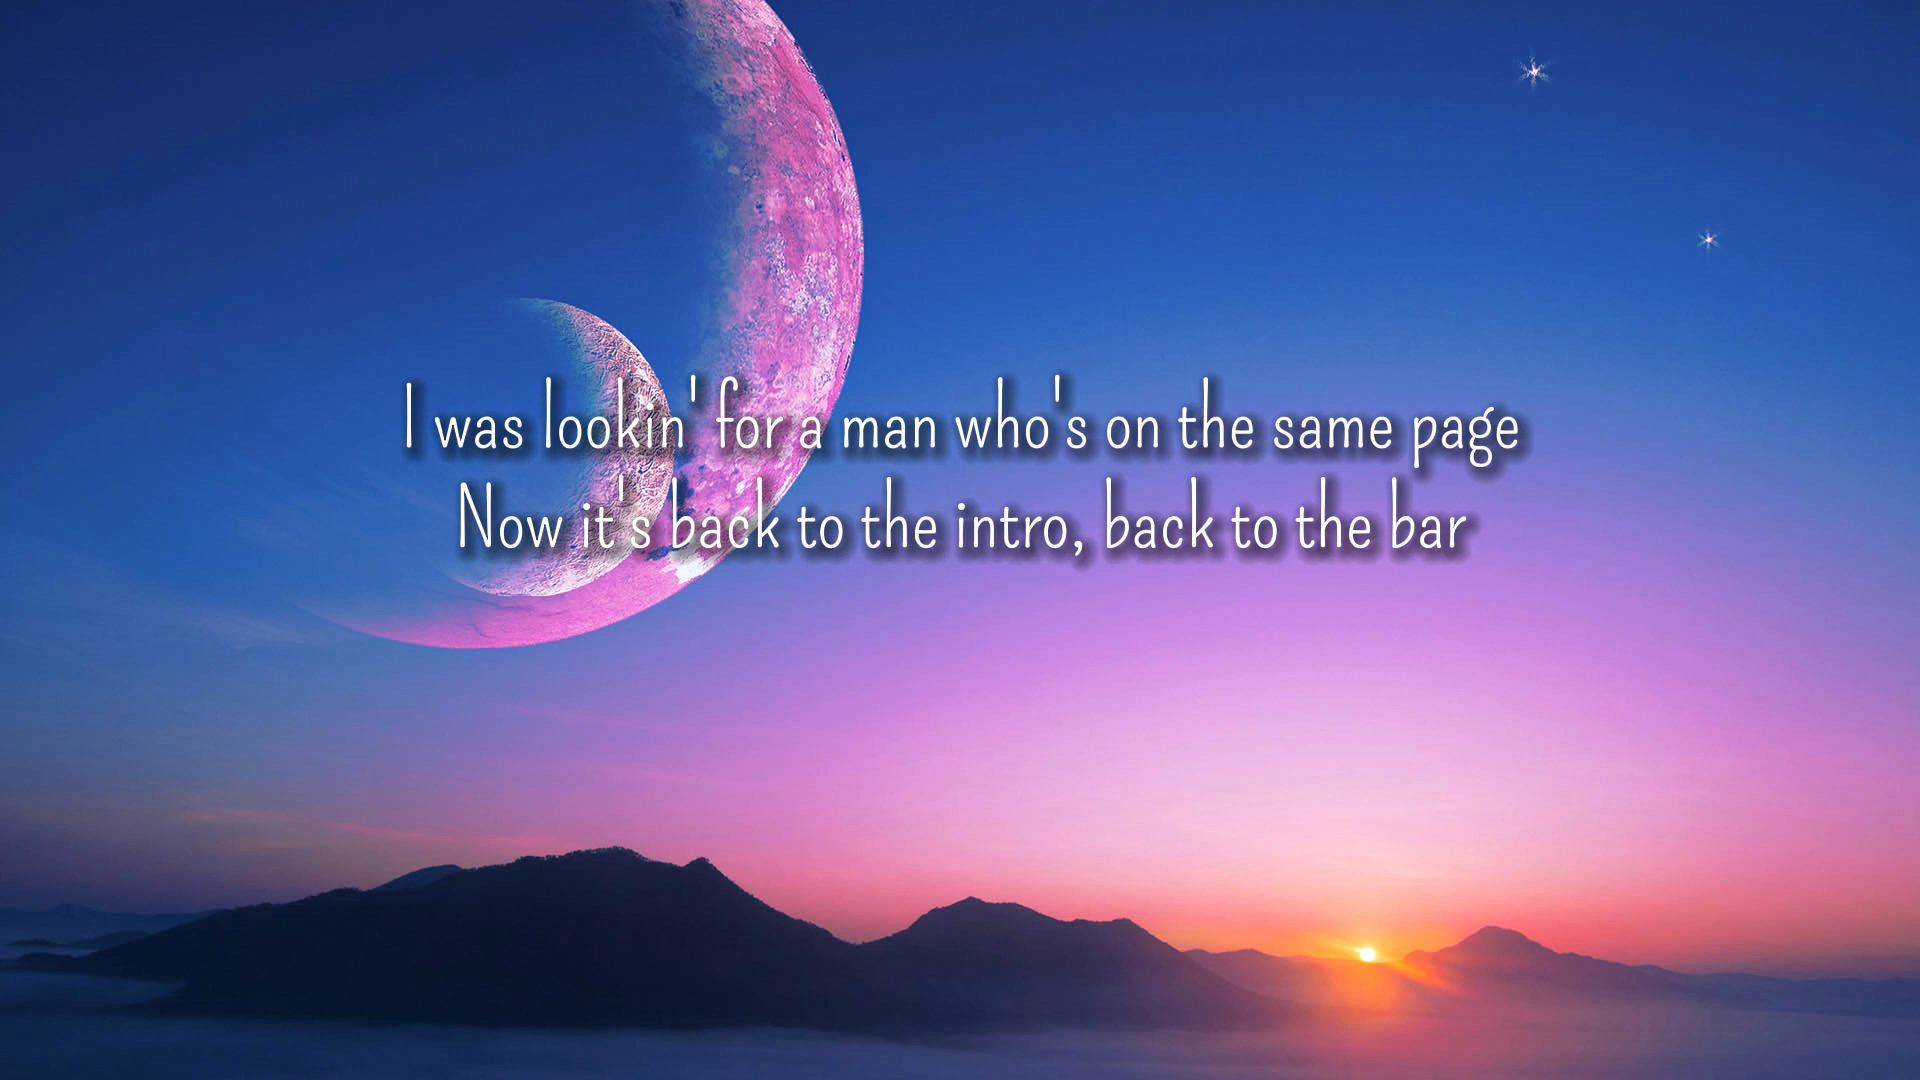 I was lookin' for a man who's on the same page
Now it's back to the intro, back to the bar